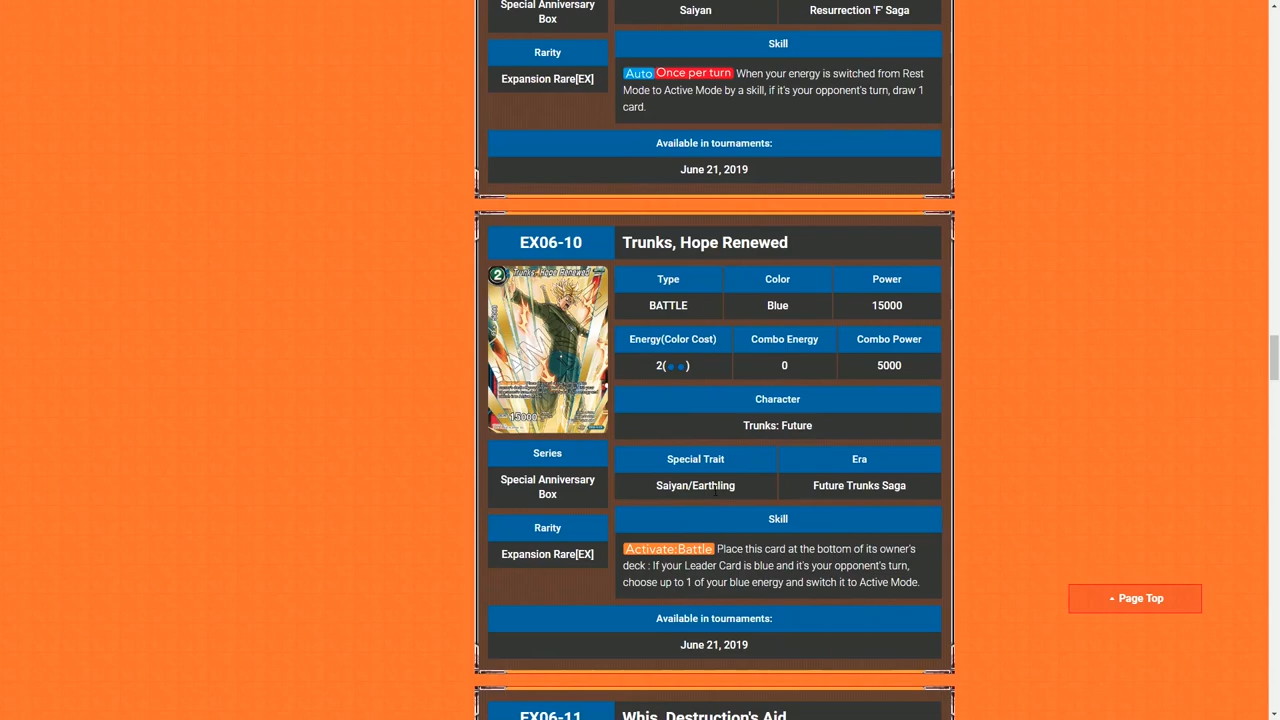 Special Anniversary
Box
Saiyan
Resurrection 'F' Saga
Rarity
Expansion Rare[EX]
Skill
Auto Once per turn When your energy is switched from Rest
Mode to Active Mode by a skill, if it's your opponent's turn, draw 1
card.
Available in tournaments:
June 21, 2019
EX06-10
Trunks, Hope Renewed
2
Trunks, Hope Renewed
15000
Type
Color
Power
BATTLE
Blue
15000
Energy(Color Cost)
Combo Energy
Combo Power
2( )
0
5000
Character
Trunks: Future
Series
Special Anniversary
Box
Special Trait
Era
Saiyan/Earthling
Future Trunks Saga
Rarity
Expansion Rare[EX]
Skill
Activate:Battle Place this card at the bottom of its owner's
deck : If your Leader Card is blue and it's your opponent's turn,
choose up to 1 of your blue energy and switch it to Active Mode.
Available in tournaments:
June 21, 2019
Page Top
EX06-11
Whis, Destruction's Aid